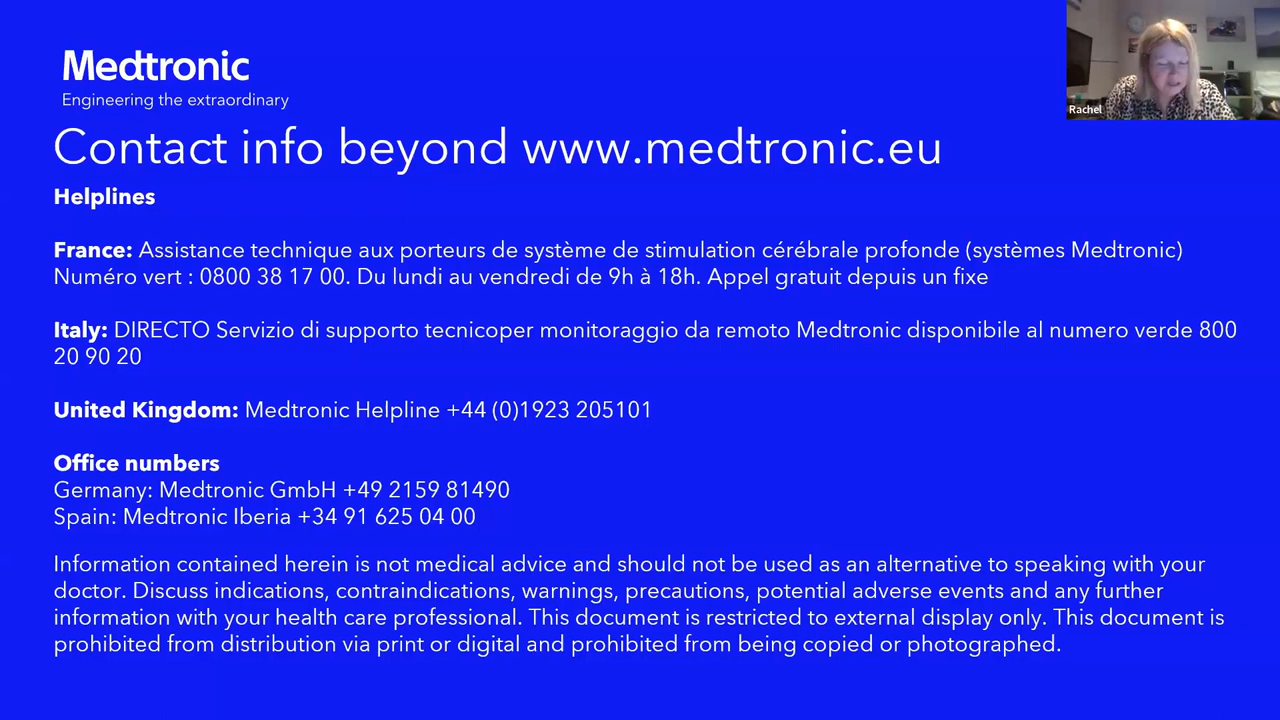 Medtronic
Engineering the extraordinary
Rachel
Contact info beyond www.medtronic.eu
Helplines
France: Assistance technique aux porteurs de système de stimulation cérébrale profonde (systèmes Medtronic)
Numéro vert : 0800 38 17 00. Du lundi au vendredi de 9h à 18h. Appel gratuit depuis un fixe
Italy: DIRECTO Servizio di supporto tecnicoper monitoraggio da remoto Medtronic disponibile al numero verde 800
20 90 20
United Kingdom: Medtronic Helpline +44 (0)1923 205101
Office numbers
Germany: Medtronic GmbH +49 2159 81490
Spain: Medtronic Iberia +34 91 625 04 00
Information contained herein is not medical advice and should not be used as an alternative to speaking with your
doctor. Discuss indications, contraindications, warnings, precautions, potential adverse events and any further
information with your health care professional. This document is restricted to external display only. This document is
prohibited from distribution via print or digital and prohibited from being copied or photographed.